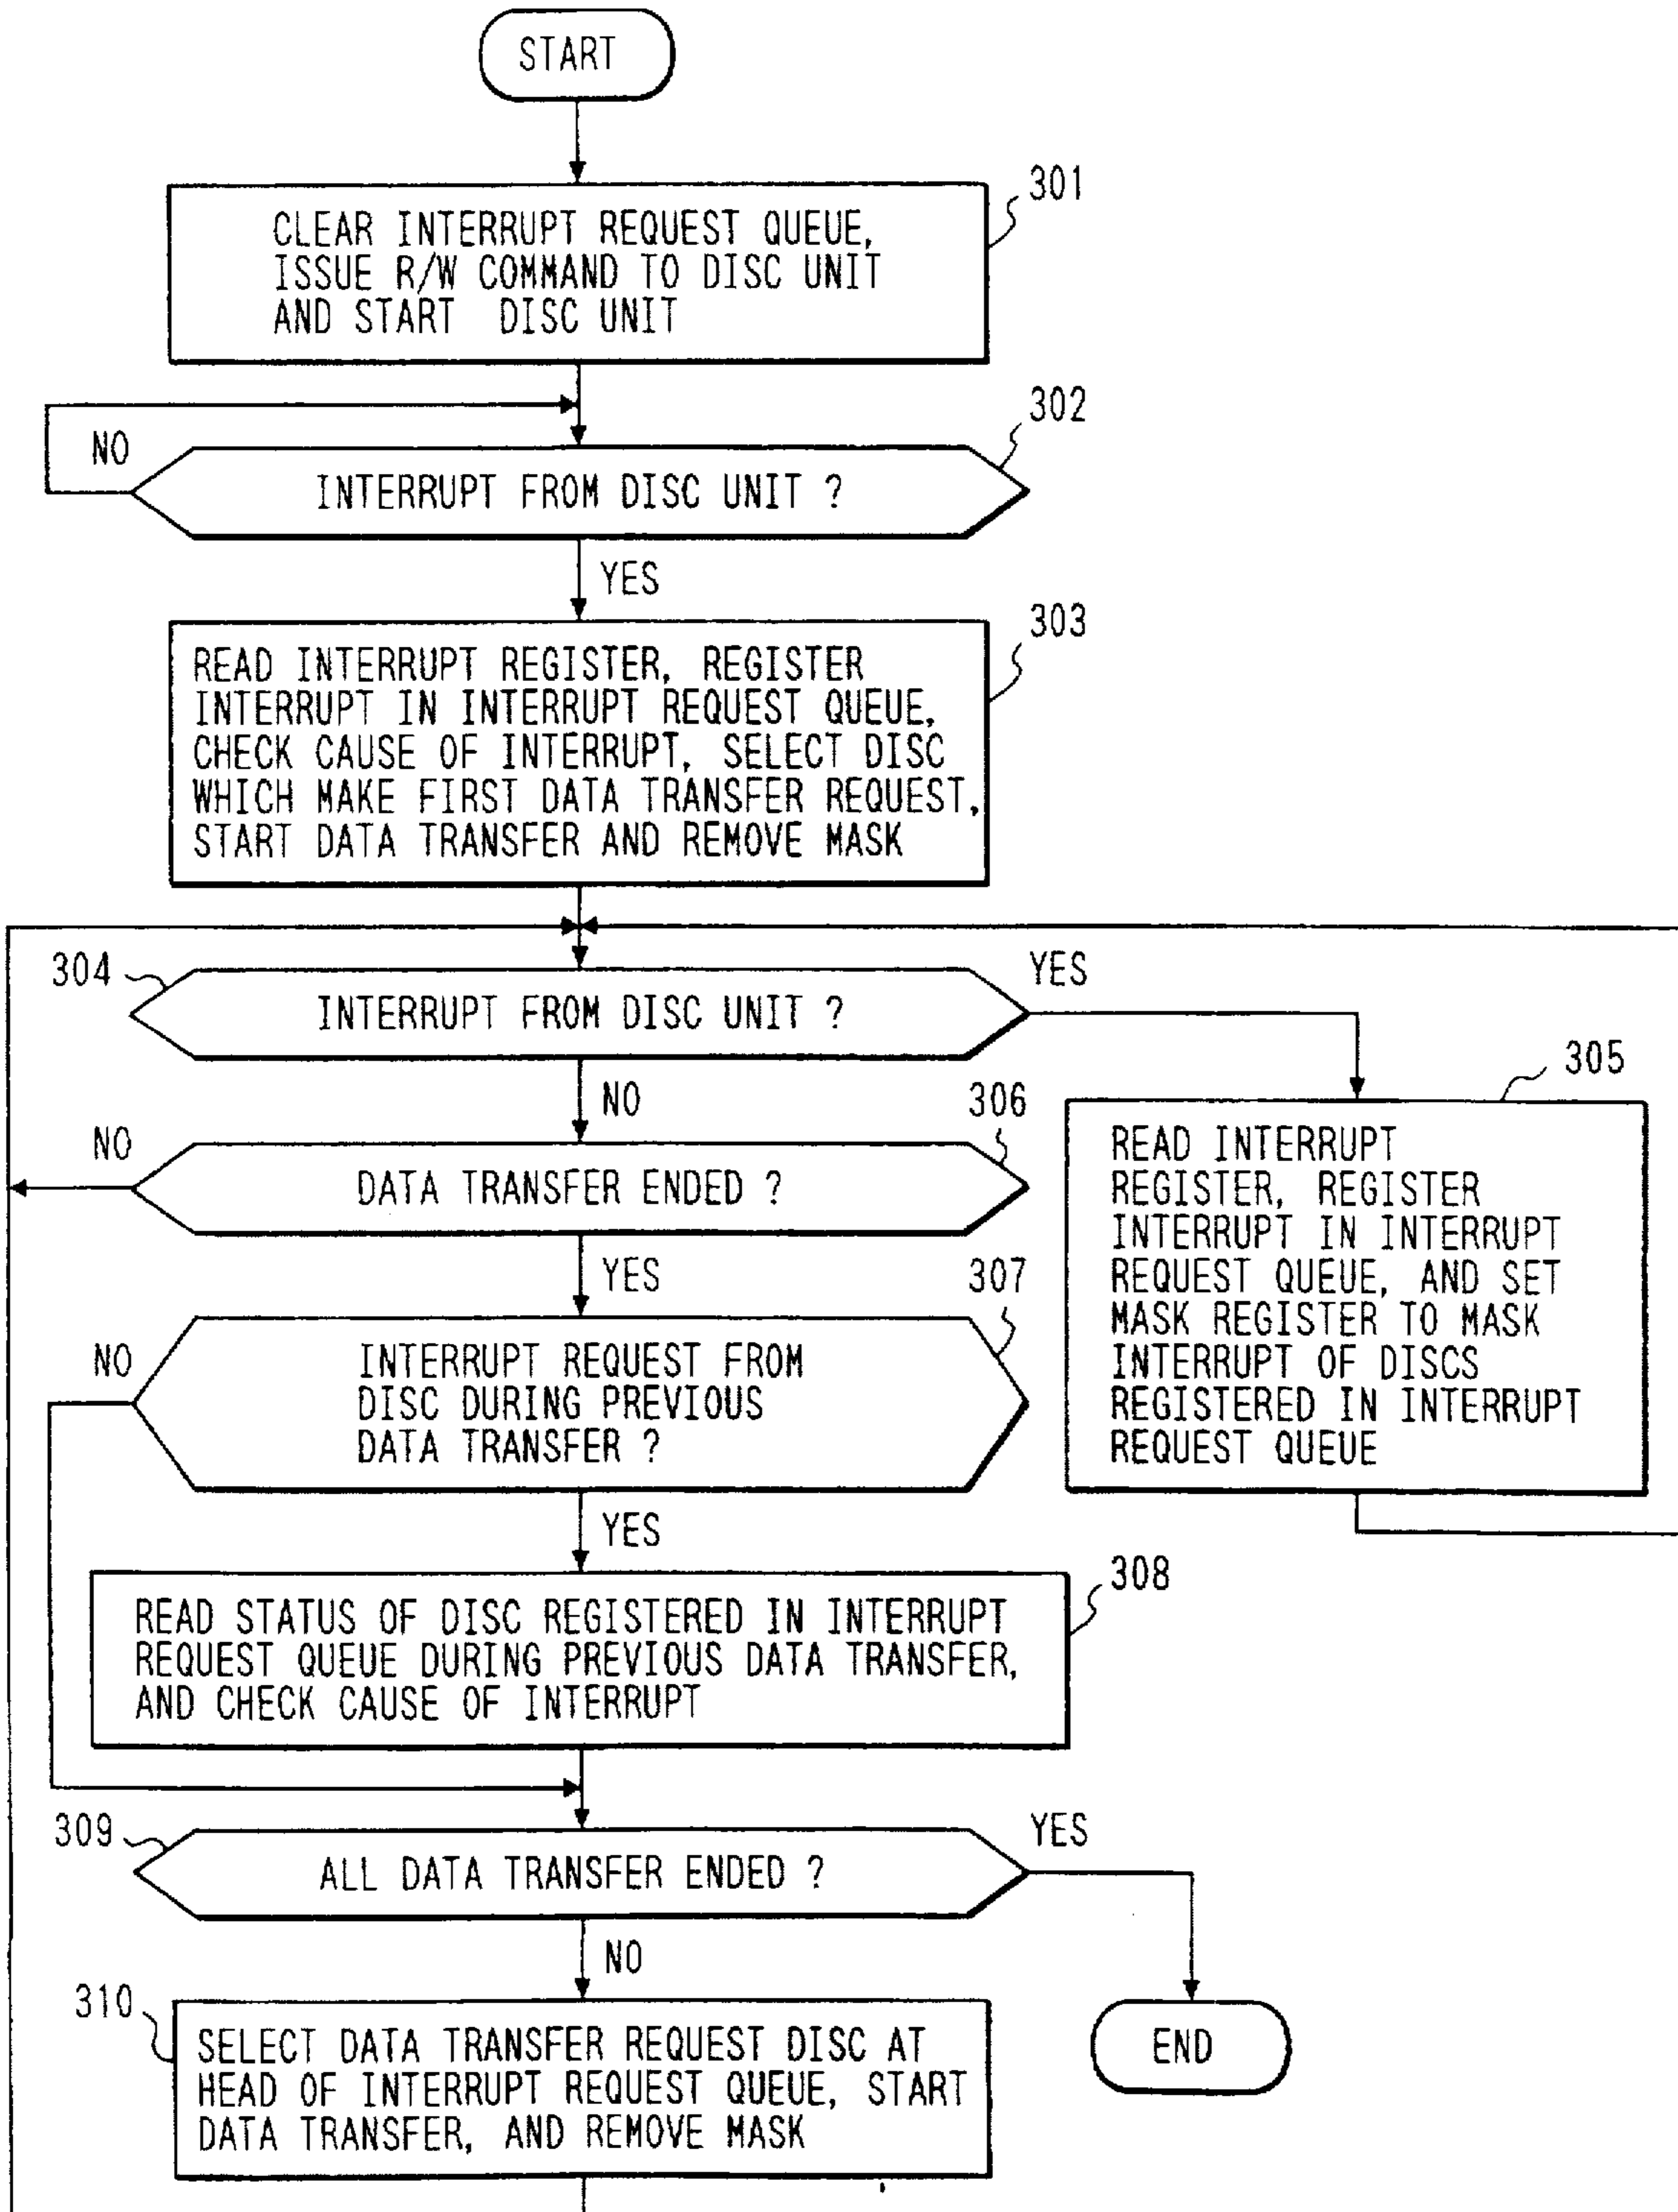 START
301
CLEAR INTERRUPT REQUEST QUEUE,
ISSUE R/W COMMAND TO DISC UNIT
AND START DISC UNIT
302
NO
INTERRUPT FROM DISC UNIT ?
YES
303
READ INTERRUPT REGISTER, REGISTER
INTERRUPT IN INTERRUPT REQUEST QUEUE,
CHECK CAUSE OF INTERRUPT, SELECT DISC
WHICH MAKE FIRST DATA TRANSFER REQUEST,
START DATA TRANSFER AND REMOVE MASK
304
YES
INTERRUPT FROM DISC UNIT ?
305
NO
306
READ INTERRUPT
REGISTER, REGISTER
INTERRUPT IN INTERRUPT
REQUEST QUEUE, AND SET
MASK REGISTER TO MASK
INTERRUPT OF DISCS
REGISTERED IN INTERRUPT
REQUEST QUEUE
NO
DATA TRANSFER ENDED ?
YES
307
NO
INTERRUPT REQUEST FROM
DISC DURING PREVIOUS
DATA TRANSFER ?
YES
308
READ STATUS OF DISC REGISTERED IN INTERRUPT
REQUEST QUEUE DURING PREVIOUS DATA TRANSFER,
AND CHECK CAUSE OF INTERRUPT
309
YES
ALL DATA TRANSFER ENDED ?
NO
310
SELECT DATA TRANSFER REQUEST DISC AT
HEAD OF INTERRUPT REQUEST QUEUE, START
DATA TRANSFER, AND REMOVE MASK
END